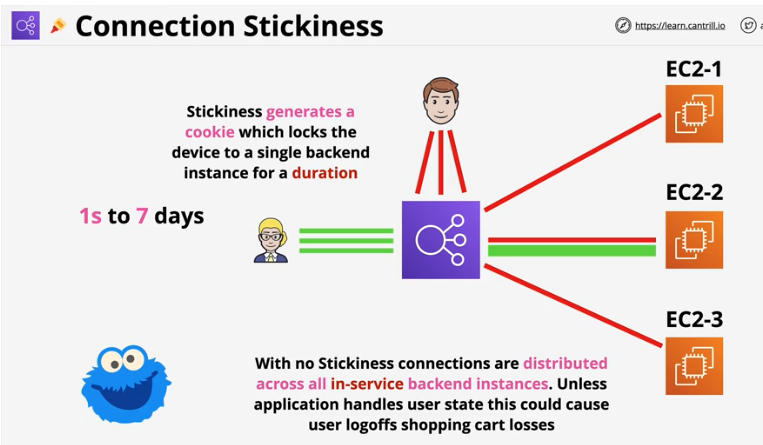 Connection Stickiness
https://learn.cantrill.io
EC2-1
Stickiness generates a
cookie which locks the
device to a single backend
instance for a duration
EC2-2
1s to 7 days
EC2-3
With no Stickiness connections are distributed
across all in-service backend instances. Unless
application handles user state this could cause
user logoffs shopping cart losses